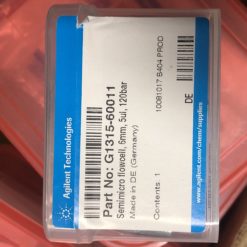 Agilent Technologies
Part No: G1315-60011
Semimicro flowcell, 6mm, 5ul, 120bar
Made in DE (Germany)
Contents: 1
10081017 B404 PROD
DE
www.agilent.com/chem/supplies